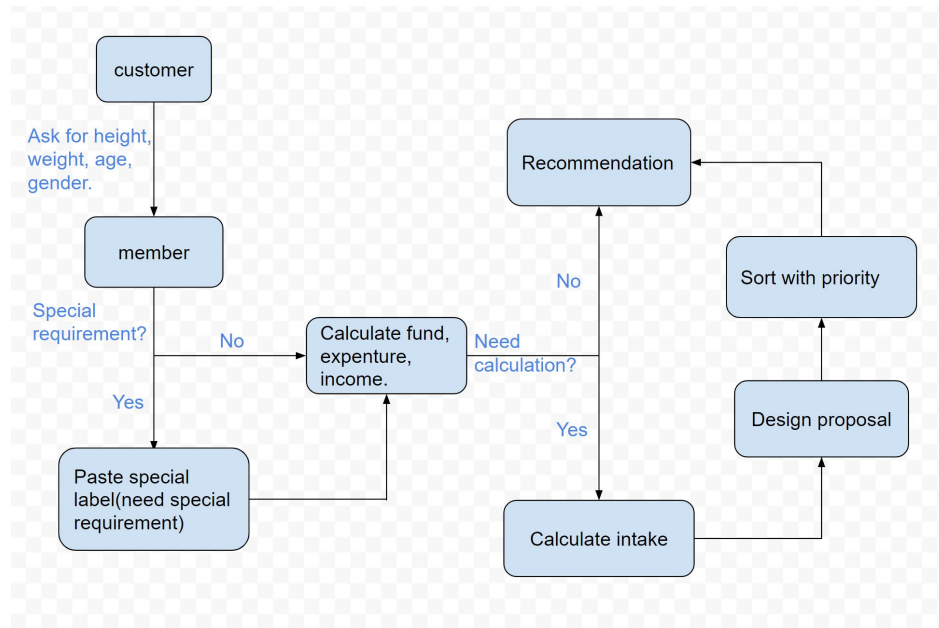 customer
Ask for height,
weight, age,
gender.
member
Special
requirement?
No
Yes
Paste special
label(need special
requirement)
Calculate fund,
expenture,
income.
Need
calculation?
No
Yes
Recommendation
Calculate intake
Design proposal
Sort with priority